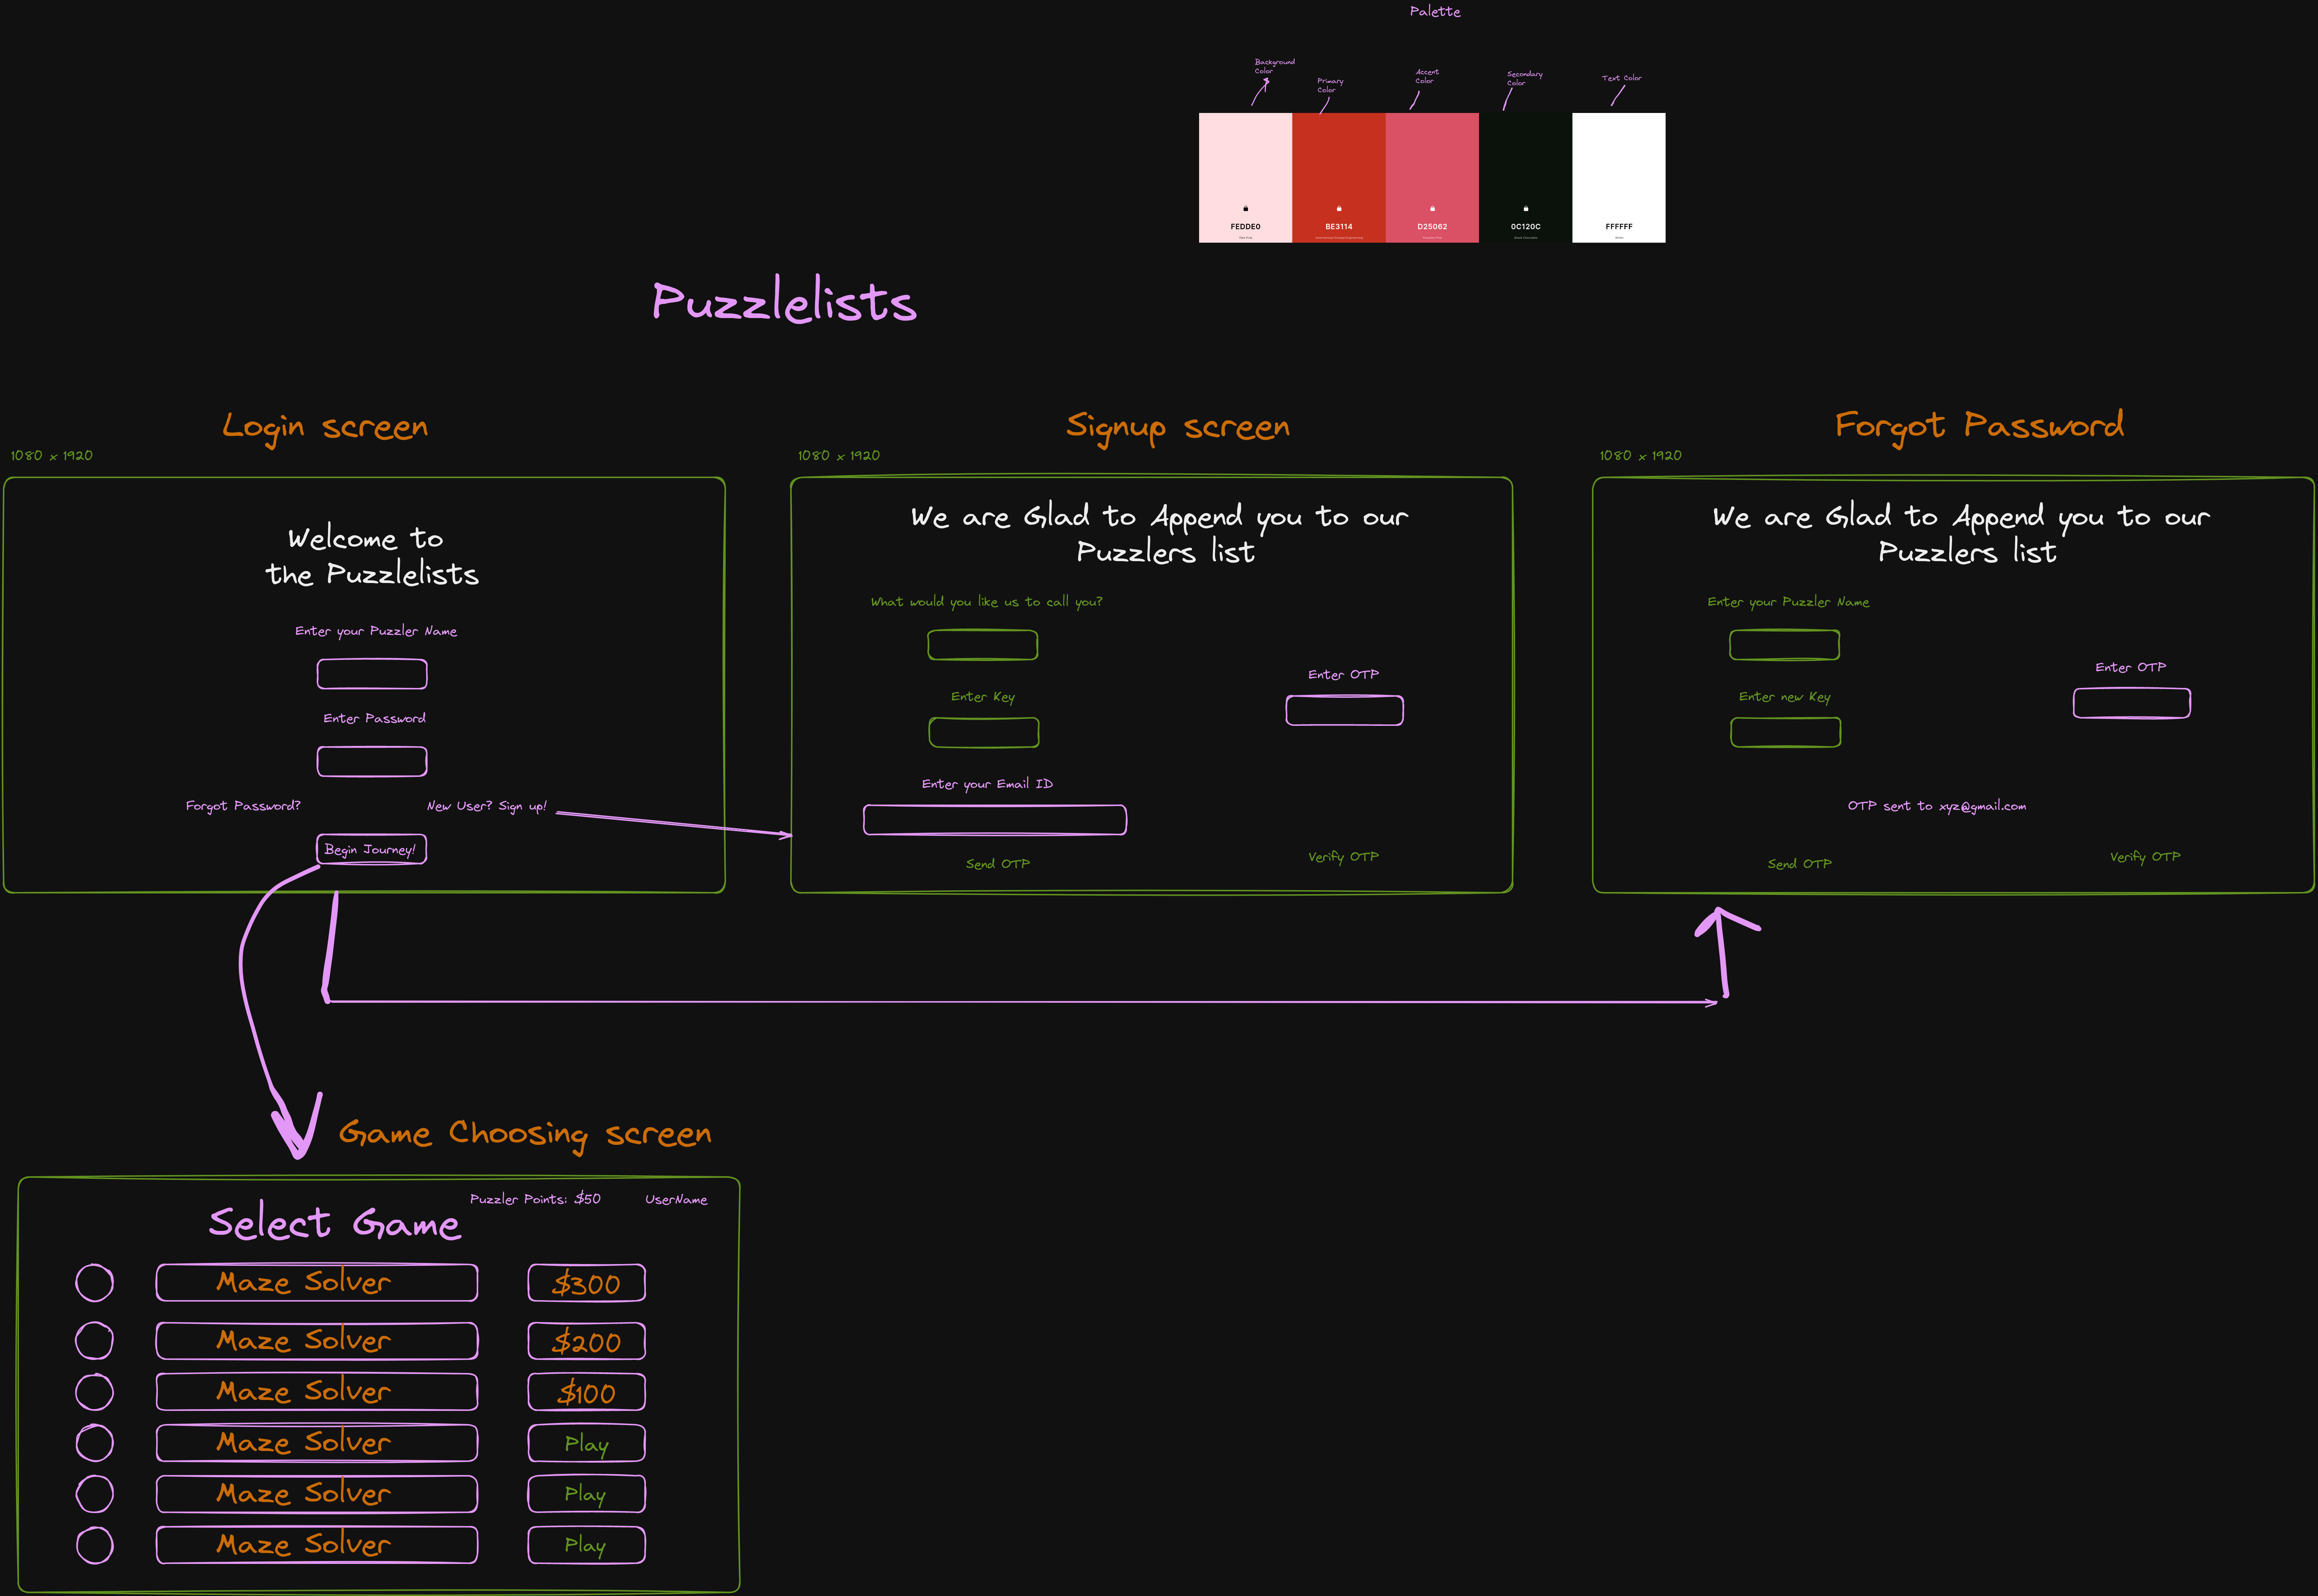 Palette
Background
Color
Primary
Color
Accent
Color
Secondary
Color
Text Color
FEDDE0
BE3114
D25062
0C120C
FFFFFF
Puzzlelists
Login screen
1080 x 1920
Welcome to
the Puzzlelists
Enter your Puzzler Name
Enter Password
Forgot Password?
New User? Sign up!
Begin Journey!
Signup screen
1080 x 1920
We are Glad to Append you to our
Puzzlers list
What would you like us to call you?
Enter Key
Enter your Email ID
Send OTP
Enter OTP
Verify OTP
Forgot Password
1080 x 1920
We are Glad to Append you to our
Puzzlers list
Enter your Puzzler Name
Enter new Key
Enter OTP
OTP sent to xyz@gmail.com
Send OTP
Verify OTP
Game Choosing screen
Puzzler Points: $50
UserName
Select Game
Maze Solver
$300
Maze Solver
$200
Maze Solver
$100
Maze Solver
Play
Maze Solver
Play
Maze Solver
Play